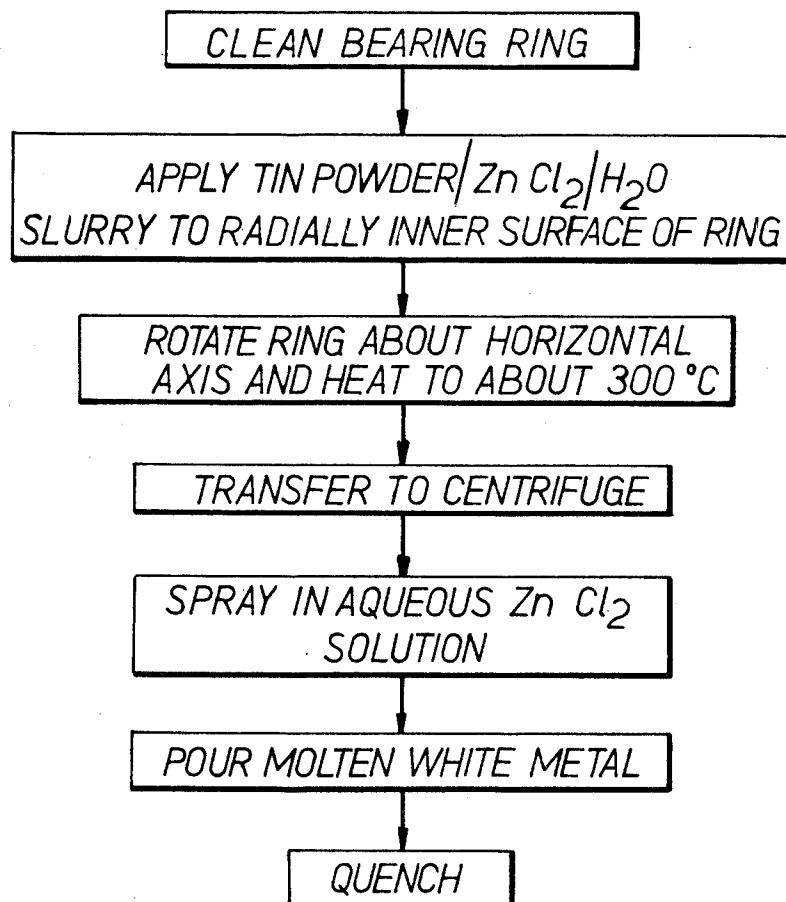 CLEAN BEARING RING
APPLY TIN POWDER/Zn Cl₂/H₂O
SLURRY TO RADIALLY INNER SURFACE OF RING
ROTATE RING ABOUT HORIZONTAL
AXIS AND HEAT TO ABOUT 300 °C
TRANSFER TO CENTRIFUGE
SPRAY IN AQUEOUS Zn Cl₂
SOLUTION
POUR MOLTEN WHITE METAL
QUENCH